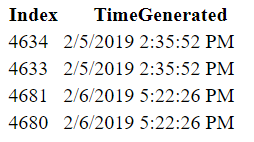 Index TimeGenerated
4634 2/5/2019 2:35:52 PM
4633 2/5/2019 2:35:52 PM
4681 2/6/2019 5:22:26 PM
4680 2/6/2019 5:22:26 PM